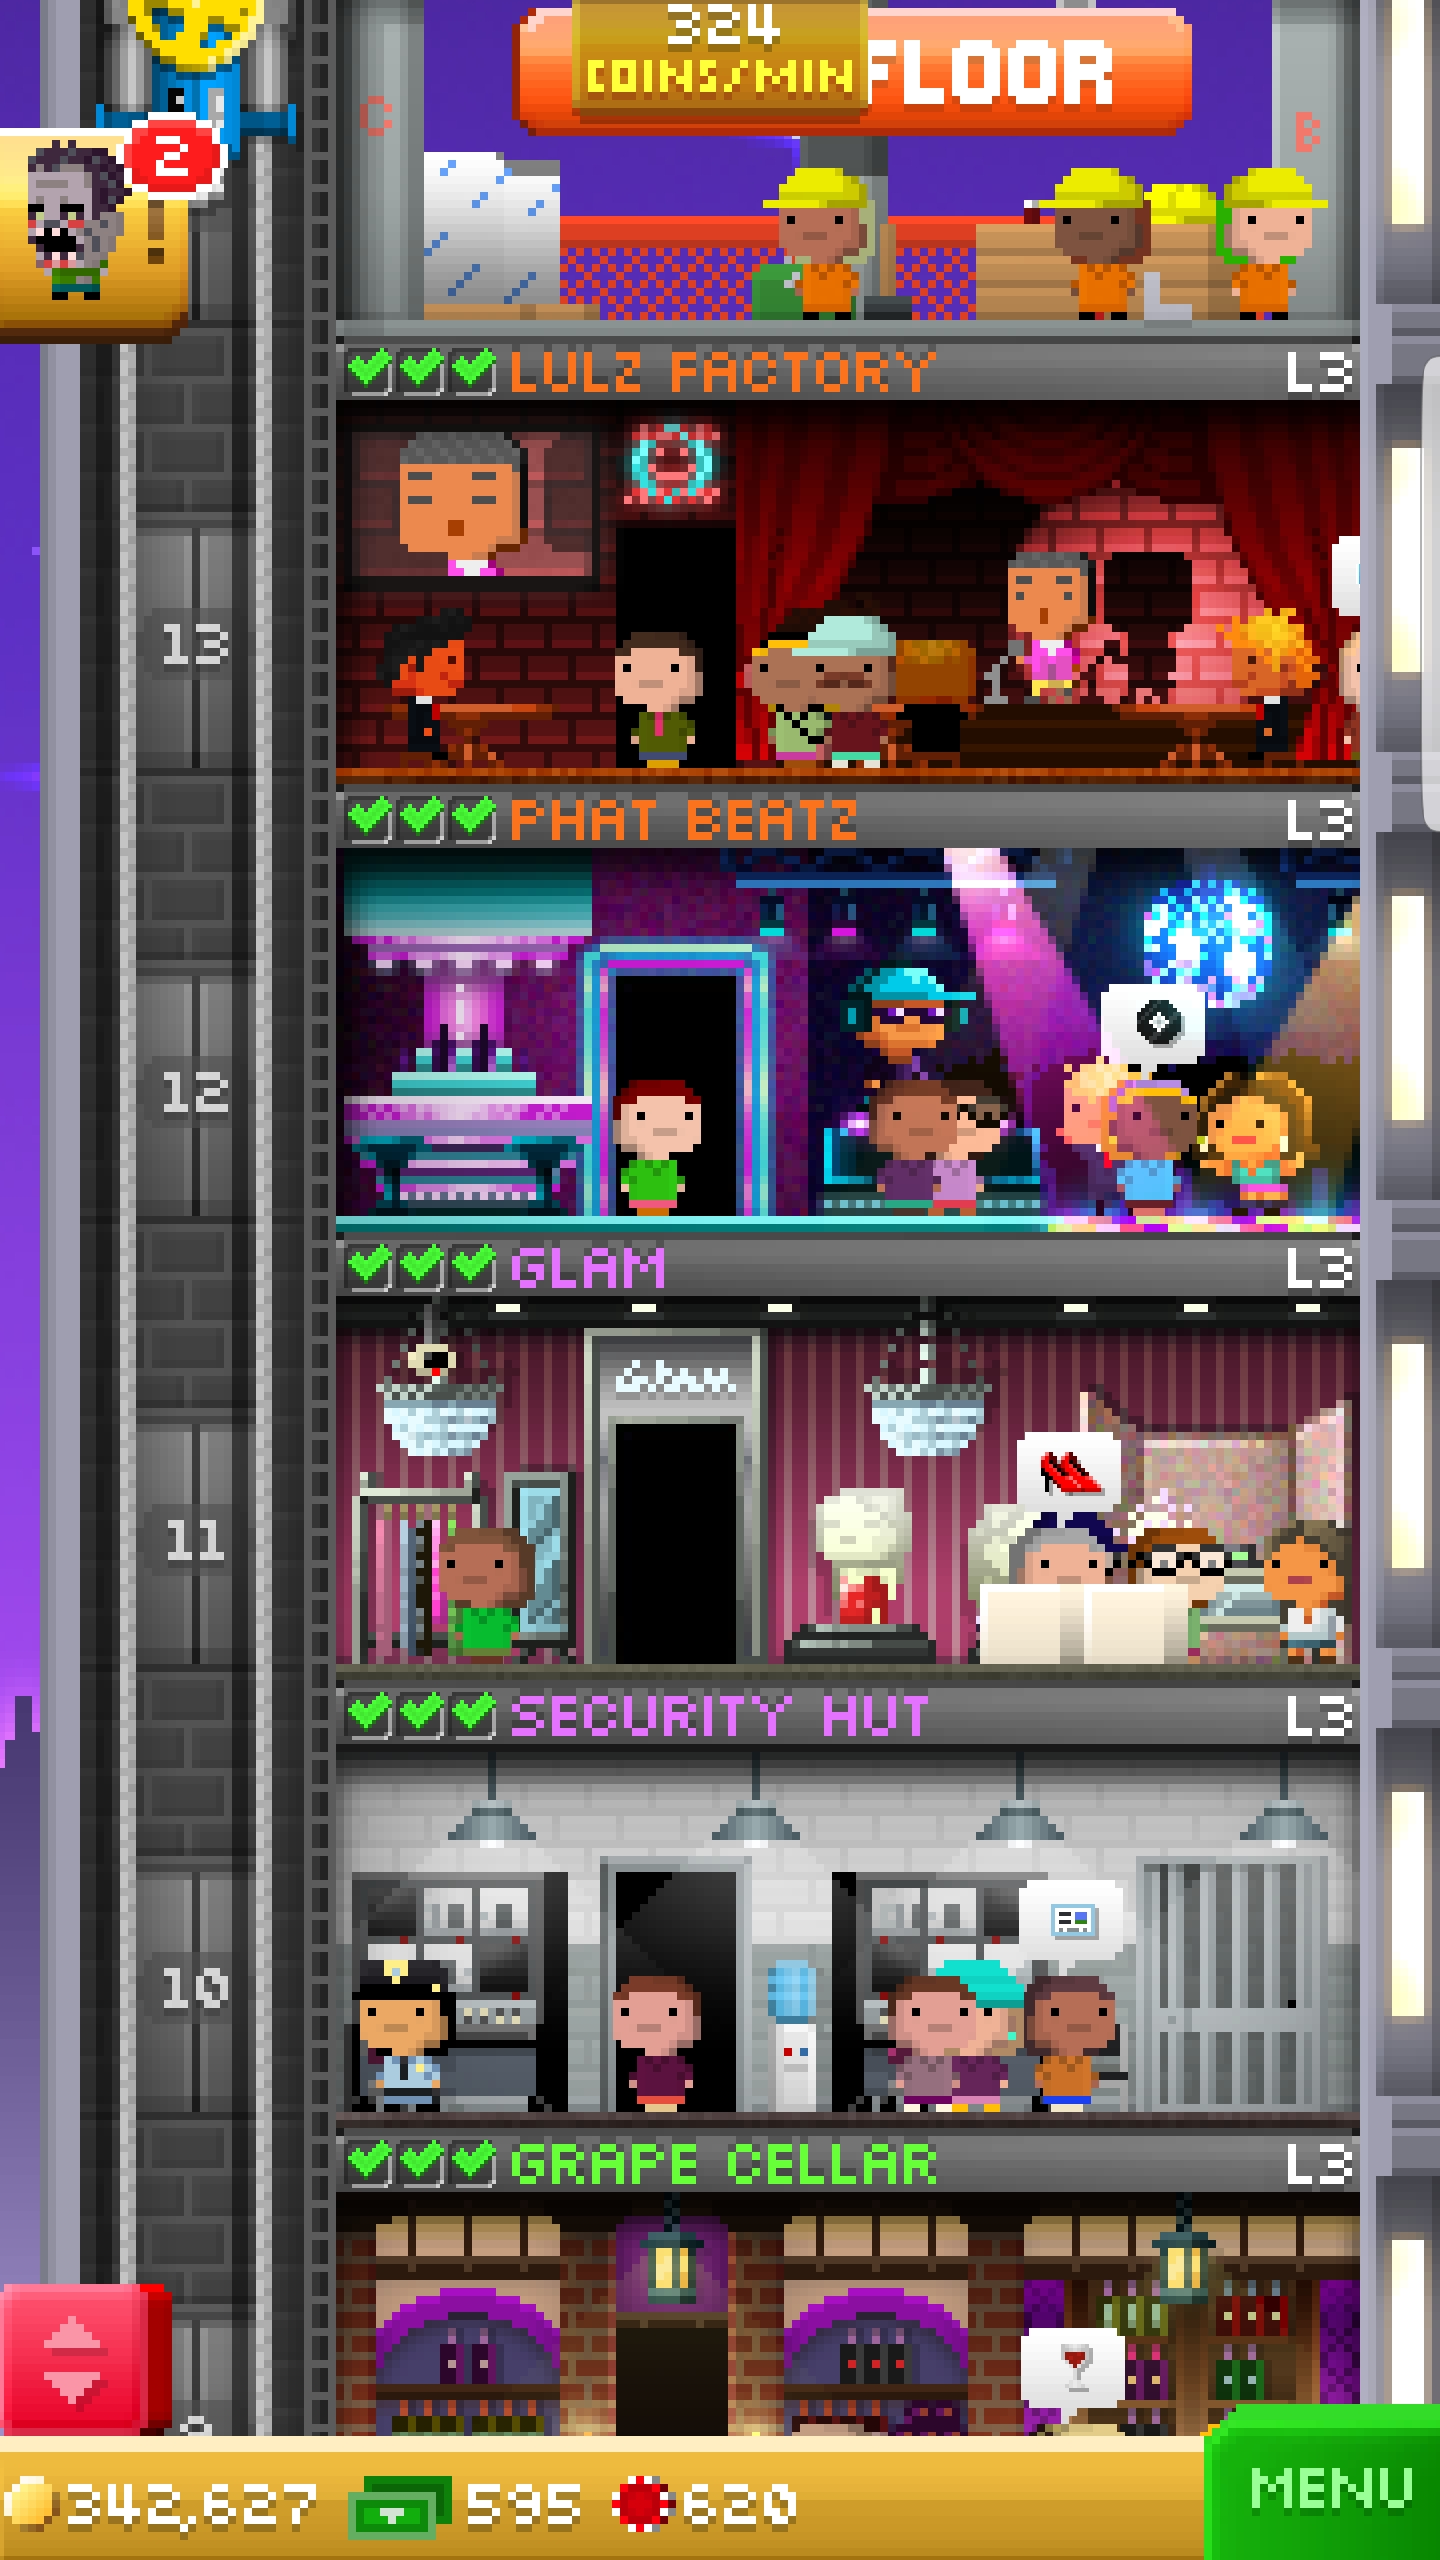 324
COINS/MIN
FLOOR
C
B
2
!
LULZ FACTORY L3
13
PHAT BEATZ L3
12
GLAM L3
Glam
11
SECURITY HUT L3
10
GRAPE CELLAR L3
342,627 595 620
MENU